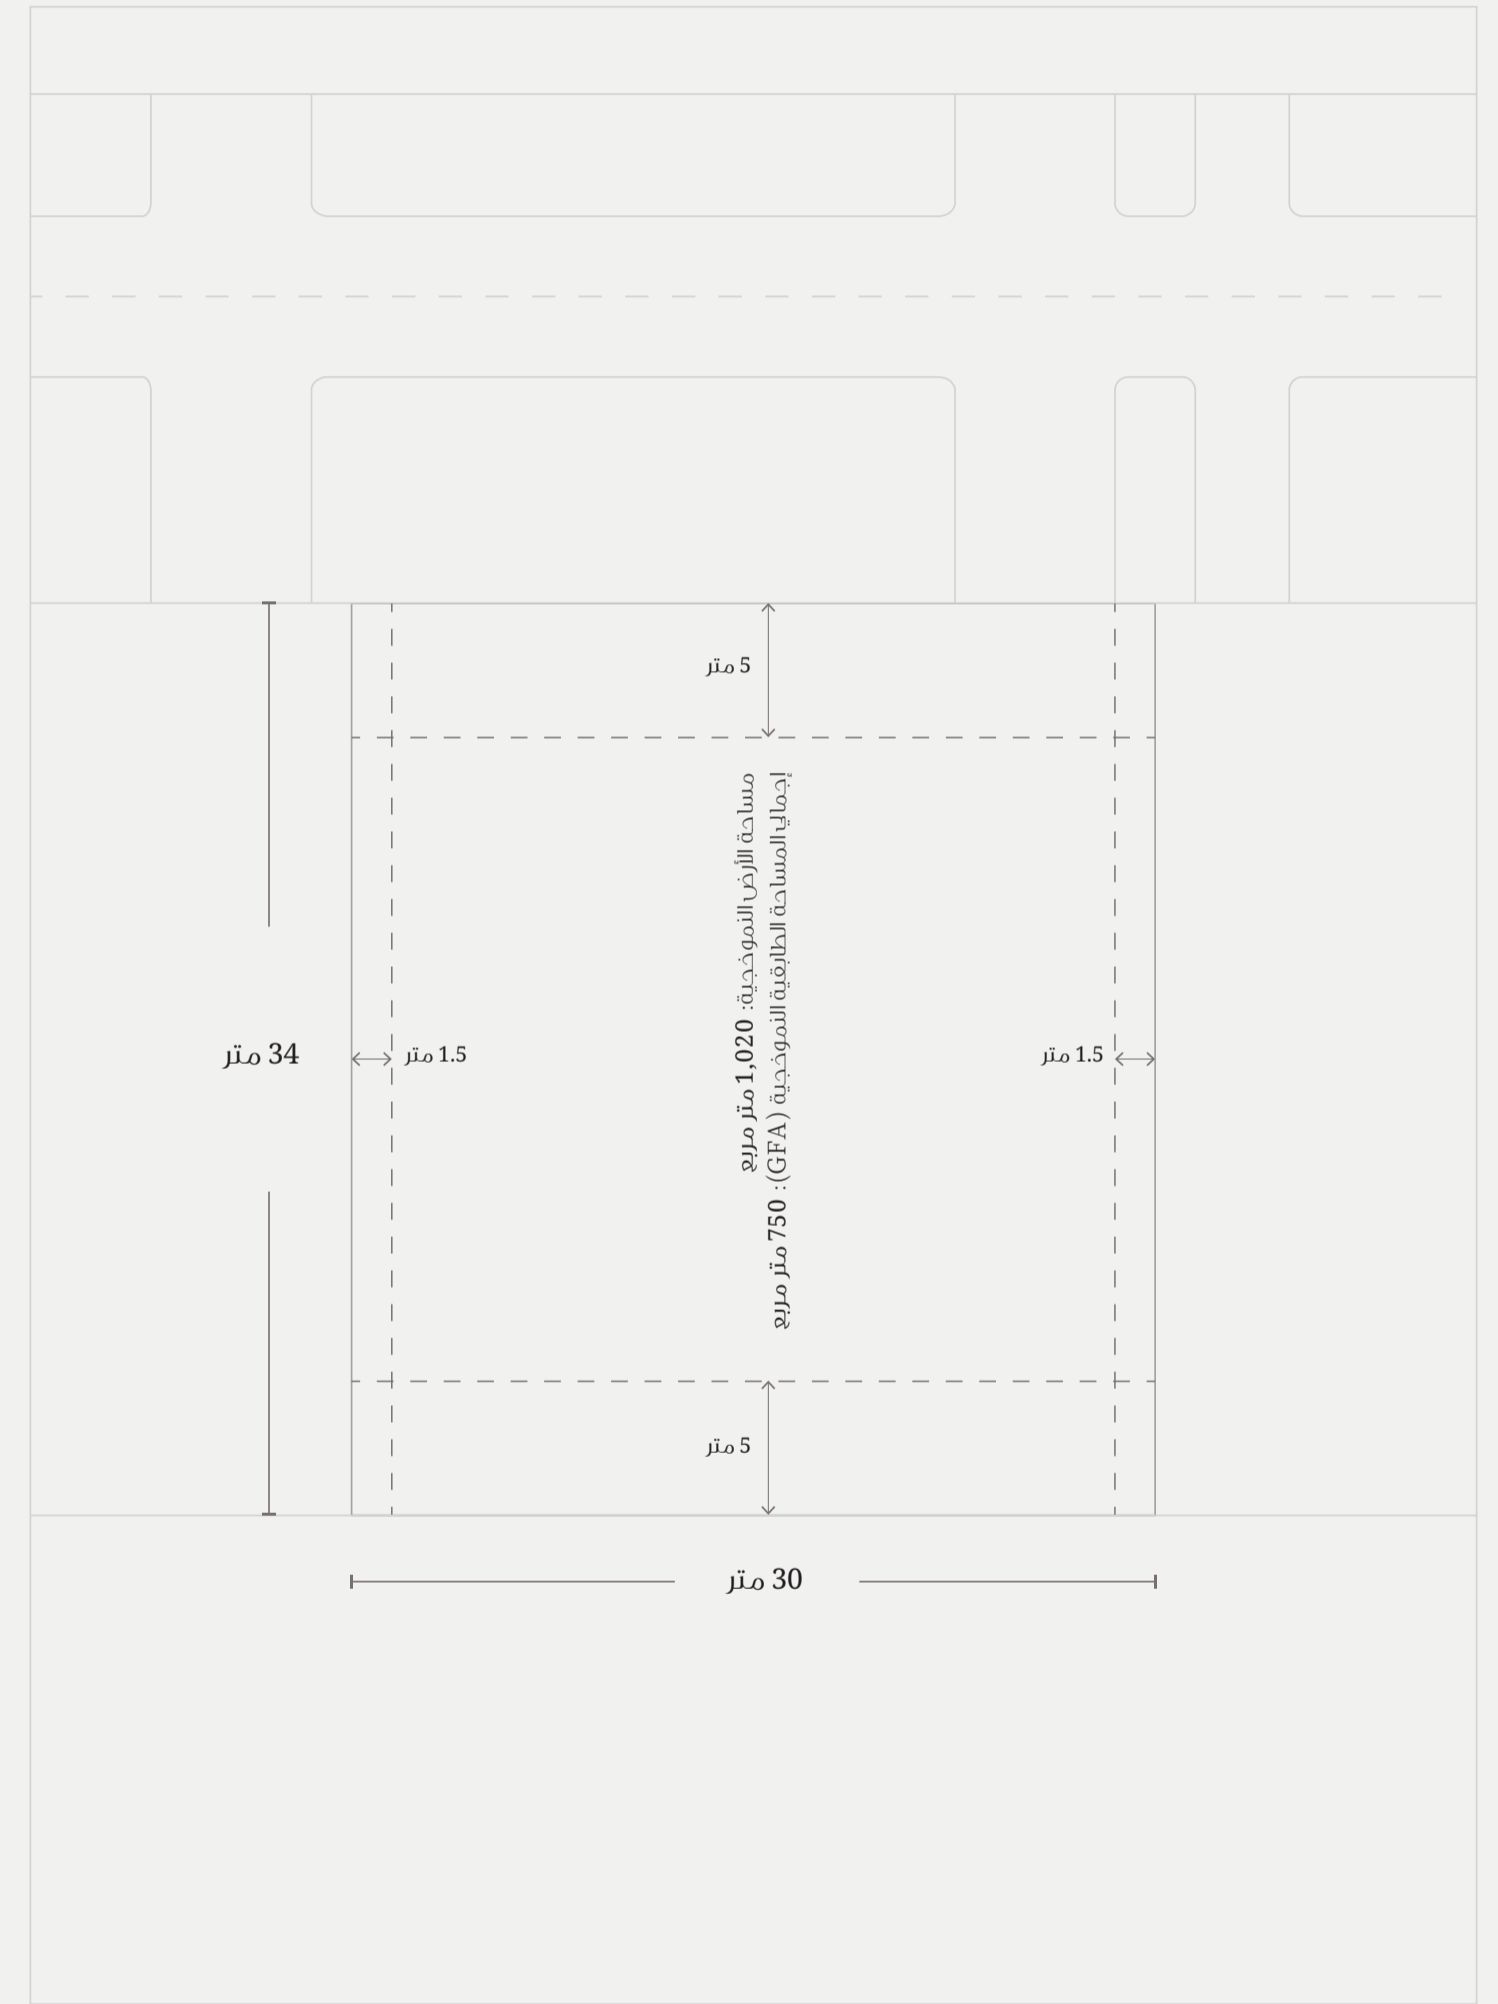 5 متر
مساحة الأرض النموذجية: 1,020 متر مربع
إجمالي المساحة الطابقية النموذجية (GFA): 750 متر مربع
34 متر
1.5 متر
1.5 متر
5 متر
30 متر